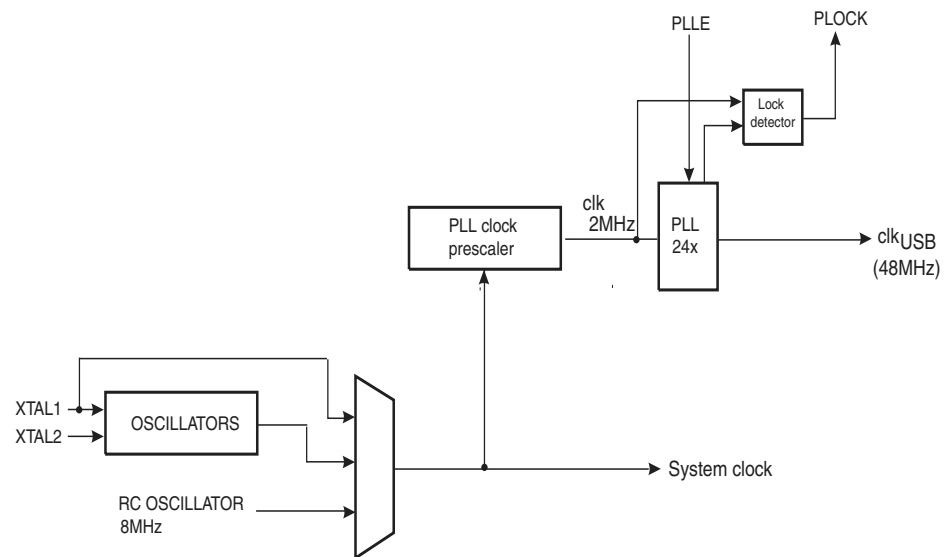 PLLE
PLOCK
Lock
detector
clk
2MHz
PLL clock
prescaler
PLL
24x
clkUSB
(48MHz)
XTAL1
XTAL2
OSCILLATORS
RC OSCILLATOR
8MHz
System clock